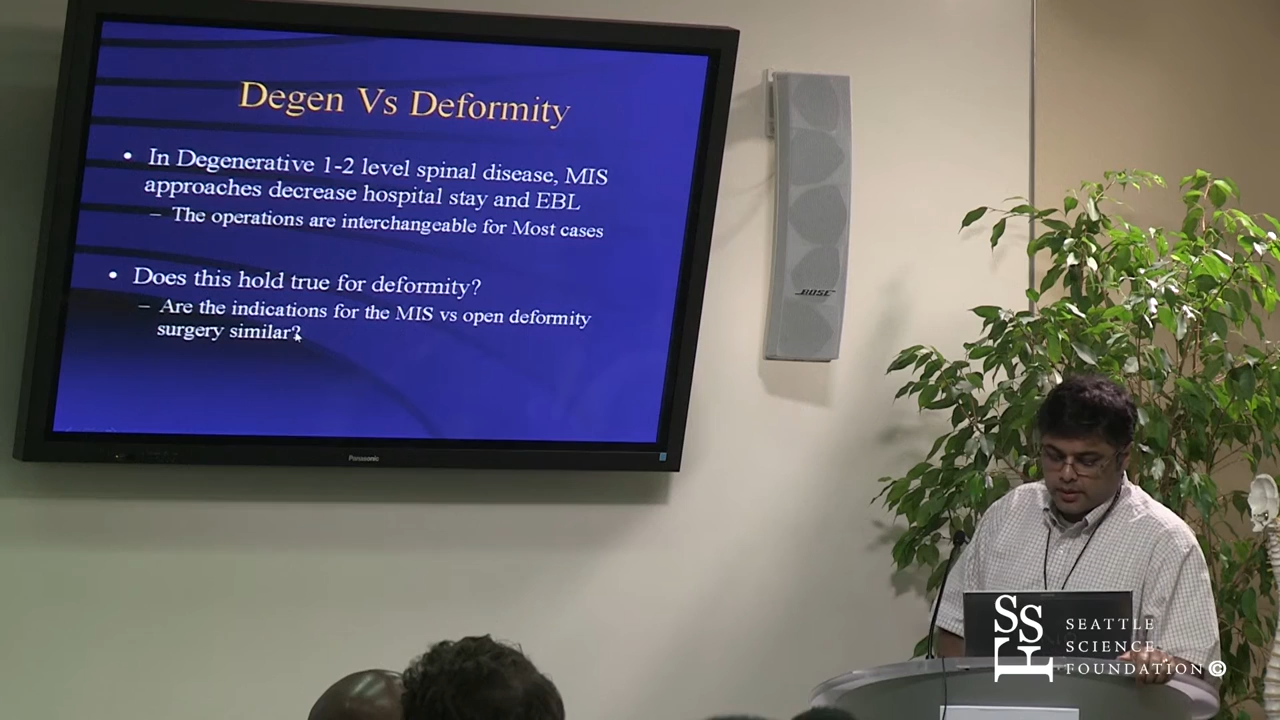 Degen Vs Deformity
• In Degenerative 1-2 level spinal disease, MIS
approaches decrease hospital stay and EBL
– The operations are interchangeable for Most cases
• Does this hold true for deformity?
– Are the indications for the MIS vs open deformity
surgery similar?
Panasonic
BOSE
SSF
SEATTLE
SCIENCE
FOUNDATION©